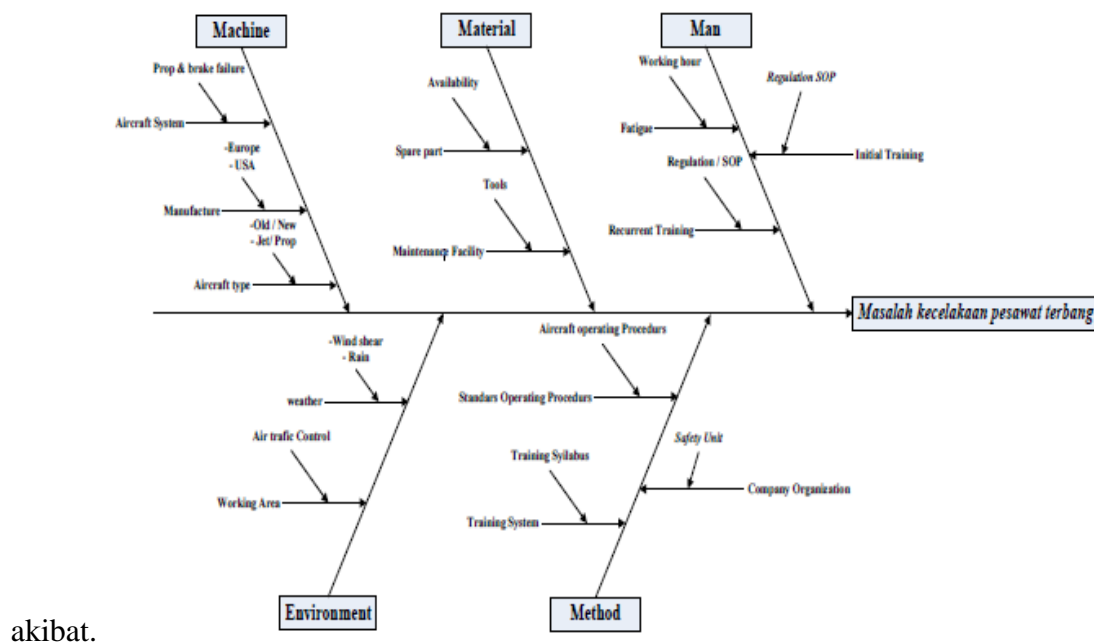 Machine
Material
Man
Prop & brake failure
Aircraft System
-Europe
- USA
Manufacture
-Old / New
- Jet/ Prop
Aircraft type
Availability
Spare part
Tools
Maintenance Facility
Working hour
Fatigue
Regulation SOP
Initial Training
Regulation / SOP
Recurrent Training
Masalah kecelakaan pesawat terbang
-Wind shear
- Rain
weather
Air trafic Control
Working Area
Aircraft operating Procedurs
Standars Operating Procedurs
Training Syilabus
Training System
Safety Unit
Company Organization
Environment
Method
akibat.